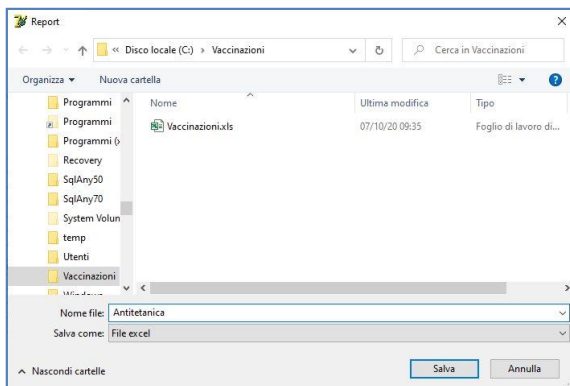 Report
« Disco locale (C:) › Vaccinazioni
Cerca in Vaccinazioni
Organizza
Nuova cartella
Programmi
Programmi
Programmi (x
Recovery
SqlAny50
SqlAny70
System Volun
temp
Utenti
Vaccinazioni
Nome Ultima modifica Tipo
Vaccinazioni.xls 07/10/20 09:35 Foglio di lavoro di...
Nome file: Antitetanica
Salva come: File excel
Nascondi cartelle
Salva Annulla